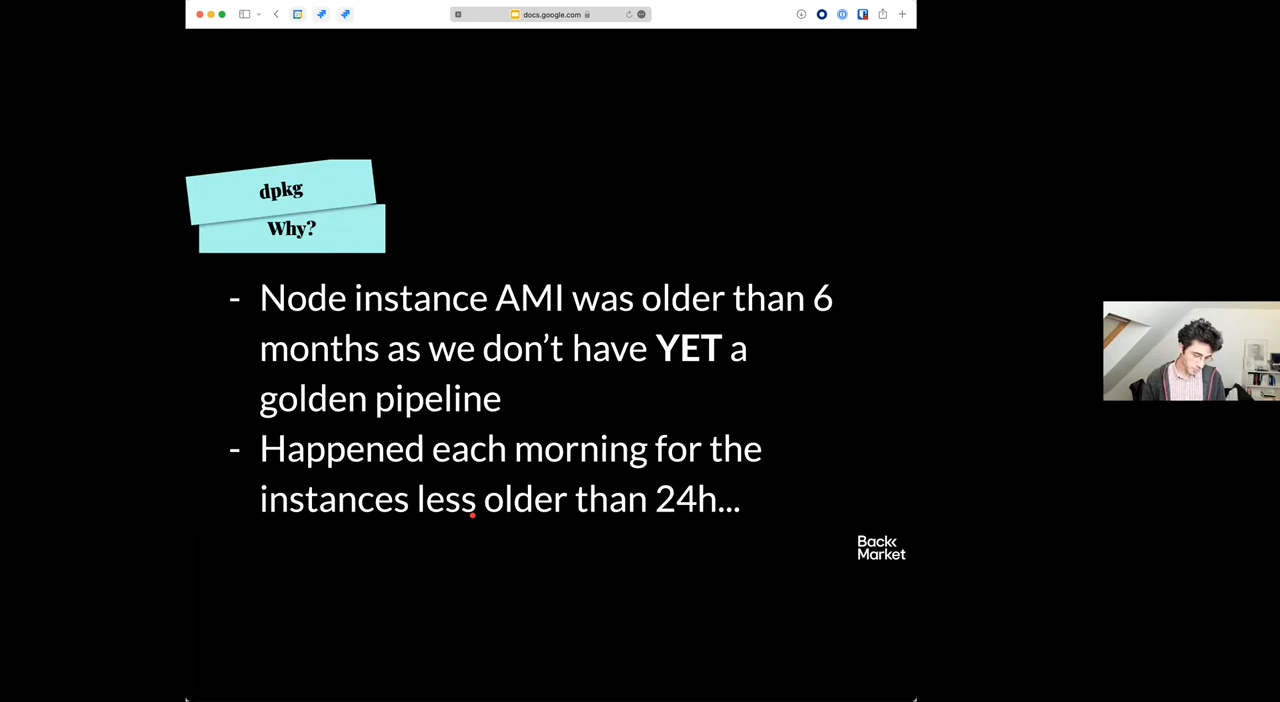 docs.google.com
dpkg
Why?
- Node instance AMI was older than 6
months as we don't have YET a
golden pipeline
- Happened each morning for the
instances less older than 24h...
Back
Market